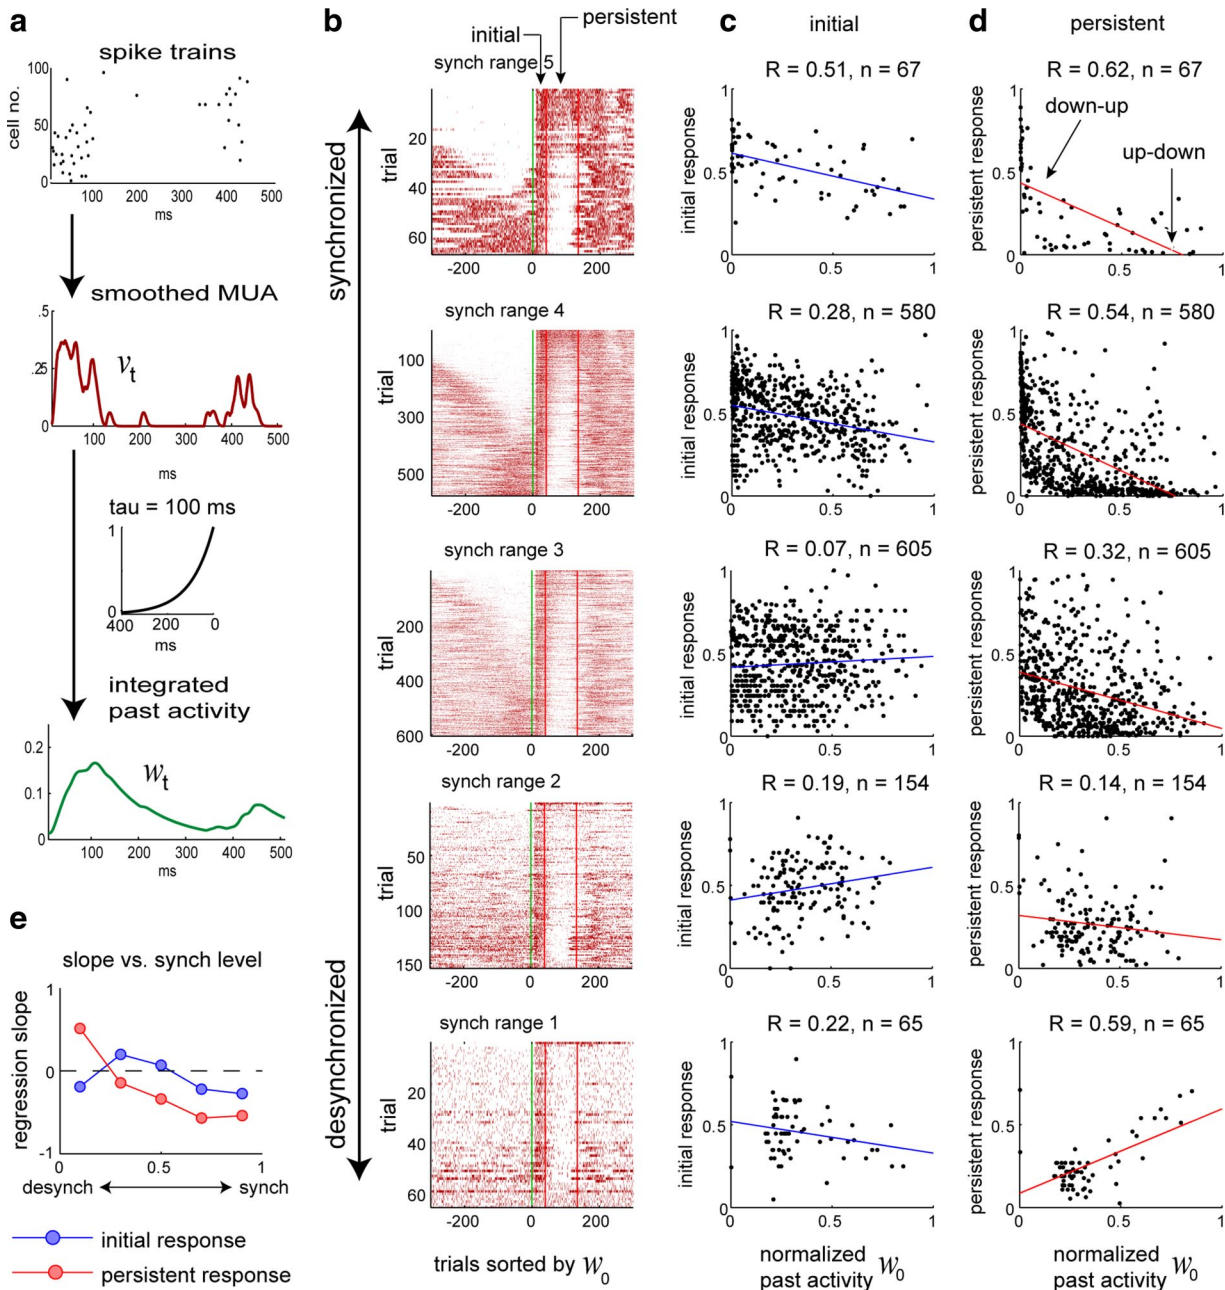 a
spike trains
100
50
0
cell no.
0 100 200 300 400 500
ms
smoothed MUA
.5
.25
0
νt
100 200 300 400 500
ms
tau = 100 ms
1
0
400 200 0
ms
integrated
past activity
0.2
0.1
0
wt
100 200 300 400 500
ms
e
slope vs. synch level
regression slope
1
0
-1
0 0.5 1
desynch synch
initial response
persistent response
b
synchronized
desynchronized
initial
persistent
synch range 5
trial
20
40
60
-200 0 200
synch range 4
trial
100
300
500
-200 0 200
synch range 3
trial
200
400
600
-200 0 200
synch range 2
trial
50
100
150
-200 0 200
synch range 1
trial
20
40
60
-200 0 200
trials sorted by w0
c
initial
R = 0.51, n = 67
initial response
1
0.5
0
0 0.5 1
R = 0.28, n = 580
initial response
1
0.5
0
0 0.5 1
R = 0.07, n = 605
initial response
1
0.5
0
0 0.5 1
R = 0.19, n = 154
initial response
1
0.5
0
0 0.5 1
R = 0.22, n = 65
initial response
1
0.5
0
0 0.5 1
normalized
past activity w0
d
persistent
R = 0.62, n = 67
down-up
up-down
persistent response
1
0.5
0
0 0.5 1
R = 0.54, n = 580
persistent response
1
0.5
0
0 0.5 1
R = 0.32, n = 605
persistent response
1
0.5
0
0 0.5 1
R = 0.14, n = 154
persistent response
1
0.5
0
0 0.5 1
R = 0.59, n = 65
persistent response
1
0.5
0
0 0.5 1
normalized
past activity w0